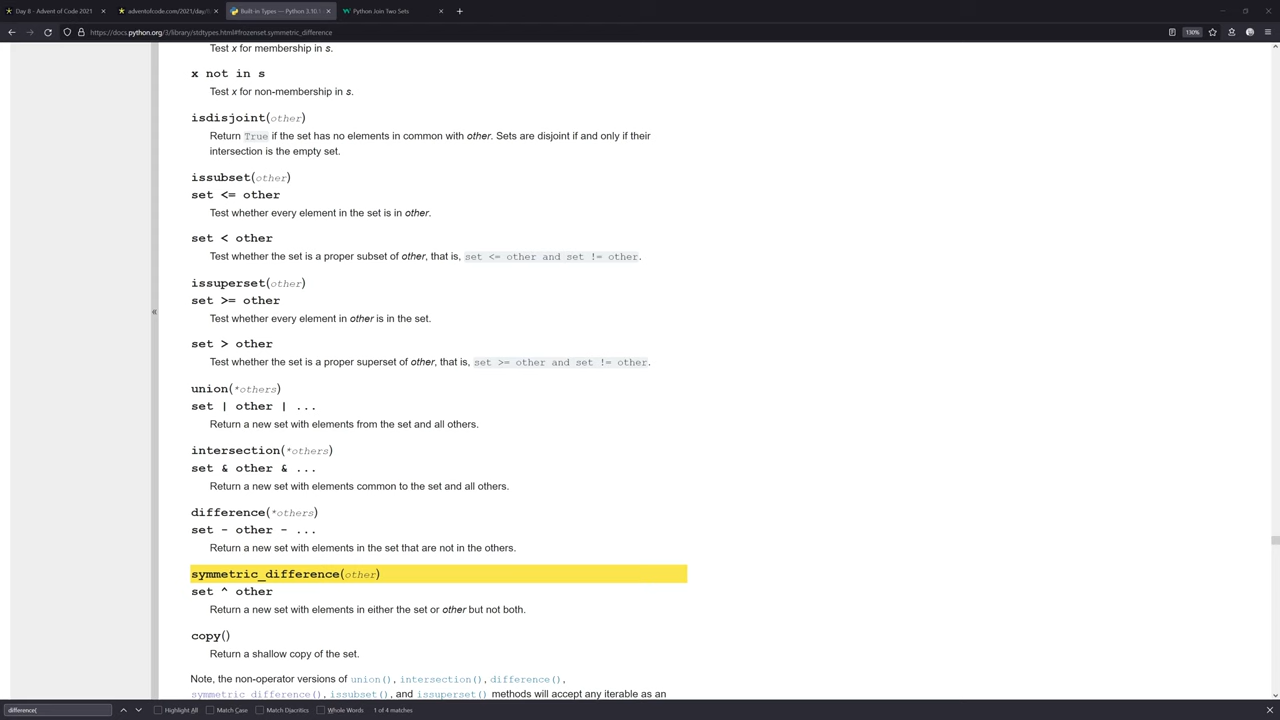 Day 8 - Advent of Code 2021
adventofcode.com/2021/day/
Built-in Types — Python 3.10.
Python Join Two Sets
https://docs.python.org/3/library/stdtypes.html#frozenset.symmetric_difference
130%
Test x for membership in s.
x not in s
Test x for non-membership in s.
isdisjoint(other)
Return True if the set has no elements in common with other. Sets are disjoint if and only if their
intersection is the empty set.
issubset(other)
set <= other
Test whether every element in the set is in other.
set < other
Test whether the set is a proper subset of other, that is, set <= other and set != other.
issuperset(other)
set >= other
Test whether every element in other is in the set.
set > other
Test whether the set is a proper superset of other, that is, set >= other and set != other.
union(*others)
set | other | ...
Return a new set with elements from the set and all others.
intersection(*others)
set & other & ...
Return a new set with elements common to the set and all others.
difference(*others)
set - other - ...
Return a new set with elements in the set that are not in the others.
symmetric_difference(other)
set ^ other
Return a new set with elements in either the set or other but not both.
copy()
Return a shallow copy of the set.
Note, the non-operator versions of union(), intersection(), difference(),
symmetric_difference(), issubset(), and issuperset() methods will accept any iterable as an
difference(
Highlight All
Match Case
Match Diacritics
Whole Words
1 of 4 matches